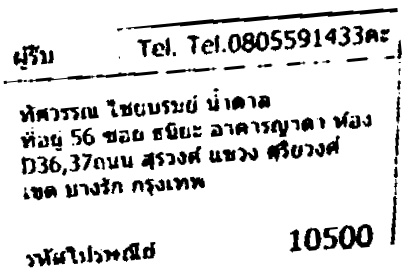 ผู้รับ Tel. Tel.0805591433คะ
ทัศวรรณ ไชยบรมย์ น้ำตาล
ที่อยู่ 56 ซอย ธนิยะ อาคารญาดา ห้อง
D36,37ถนน สุรวงศ์ แขวง สุริยวงศ์
เขต บางรัก กรุงเทพ
รหัสไปรษณีย์ 10500